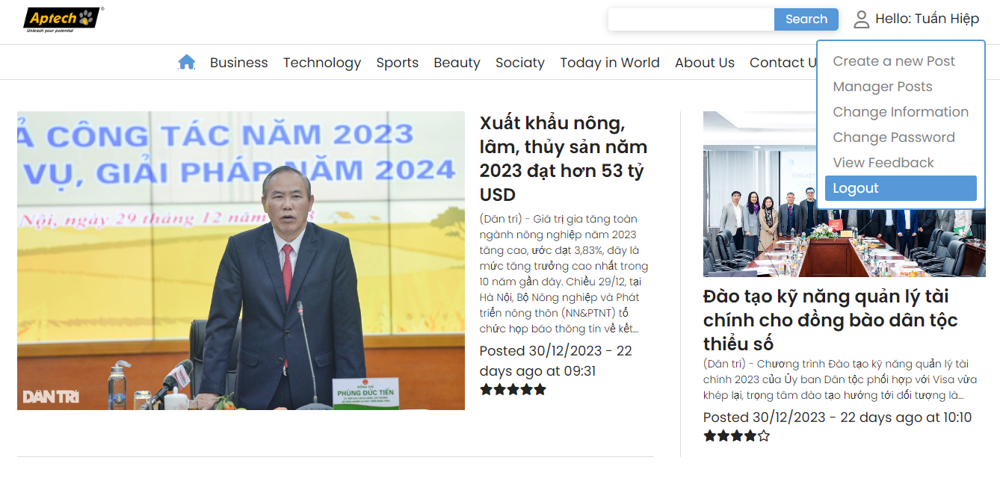 Aptech
Unleash your potential
Search
Hello: Tuấn Hiệp
Business Technology Sports Beauty Sociaty Today in World About Us Contact U
Create a new Post
Manager Posts
Change Information
Change Password
View Feedback
Logout
Ả CÔNG TÁC NĂM 2023
VỤ, GIẢI PHÁP NĂM 2024
Nội, ngày 29 tháng 12 năm
DÂN TRÍ
ĐỒNG CHÍ
PHÙNG ĐỨC TIẾN
Xuất khẩu nông,
lâm, thủy sản năm
2023 đạt hơn 53 tỷ
USD
(Dân trí) - Giá trị gia tăng toàn
ngành nông nghiệp năm 2023
tăng cao, ước đạt 3,83%, đây là
mức tăng trưởng cao nhất trong
10 năm gần đây. Chiều 29/12, tại
Hà Nội, Bộ Nông nghiệp và Phát
triển nông thôn (NN&PTNT) tổ
chức họp báo thông tin về kết...
Posted 30/12/2023 - 22
days ago at 09:31
TỔNG KẾT
Đào tạo kỹ năng quản lý tài
chính cho đồng bào dân tộc
thiểu số
(Dân trí) - Chương trình Đào tạo kỹ năng quản lý tài
chính 2023 của Ủy ban Dân tộc phối hợp với Visa vừa
khép lại, trọng tâm đào tạo hướng tới đối tượng là...
Posted 30/12/2023 - 22 days ago at 10:10